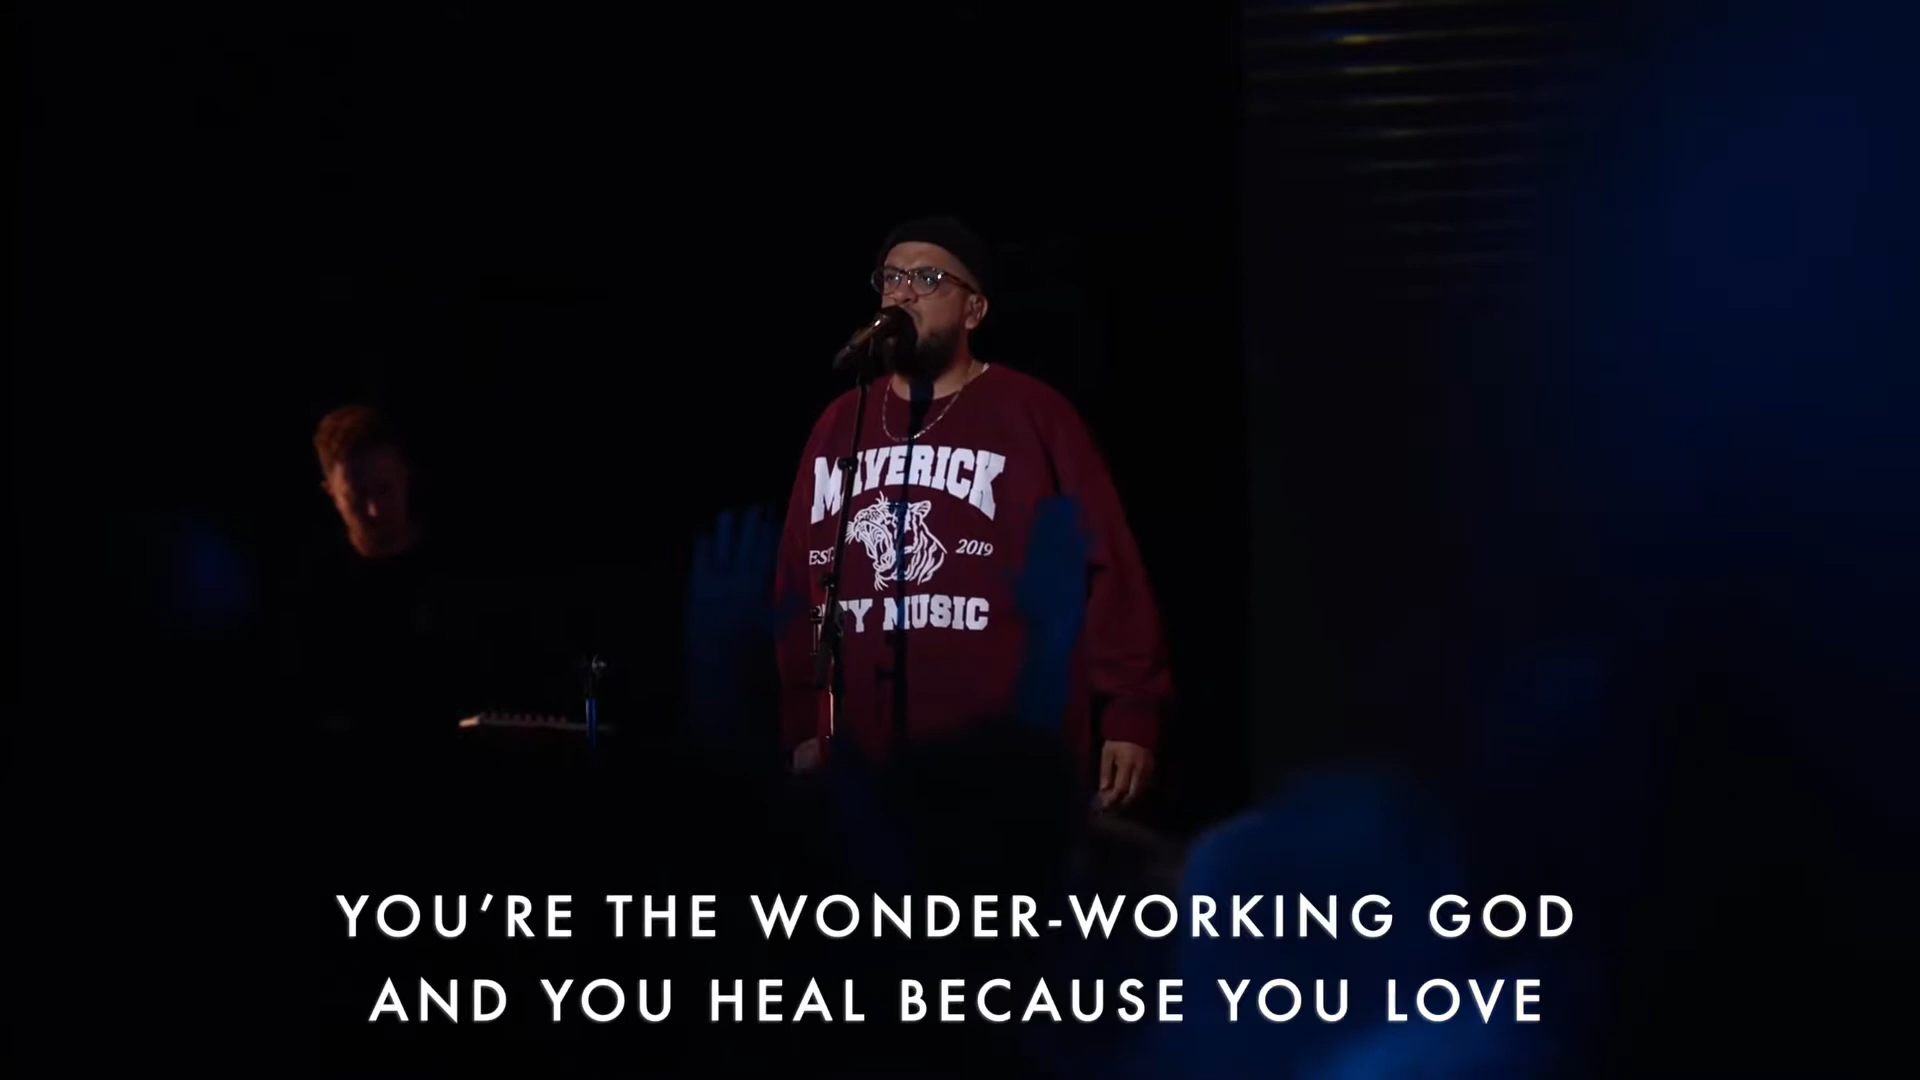 MAVERICK
EST. 2019
MUSIC
YOU'RE THE WONDER-WORKING GOD
AND YOU HEAL BECAUSE YOU LOVE